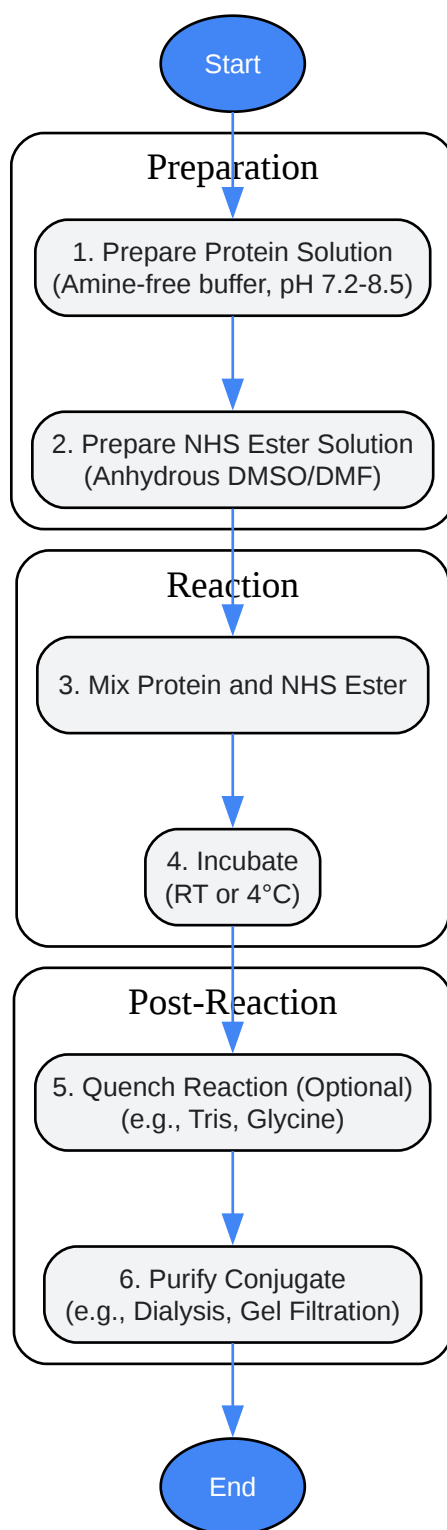 Start
Preparation
1. Prepare Protein Solution
(Amine-free buffer, pH 7.2-8.5)
2. Prepare NHS Ester Solution
(Anhydrous DMSO/DMF)
Reaction
3. Mix Protein and NHS Ester
4. Incubate
(RT or 4°C)
Post-Reaction
5. Quench Reaction (Optional)
(e.g., Tris, Glycine)
6. Purify Conjugate
(e.g., Dialysis, Gel Filtration)
End